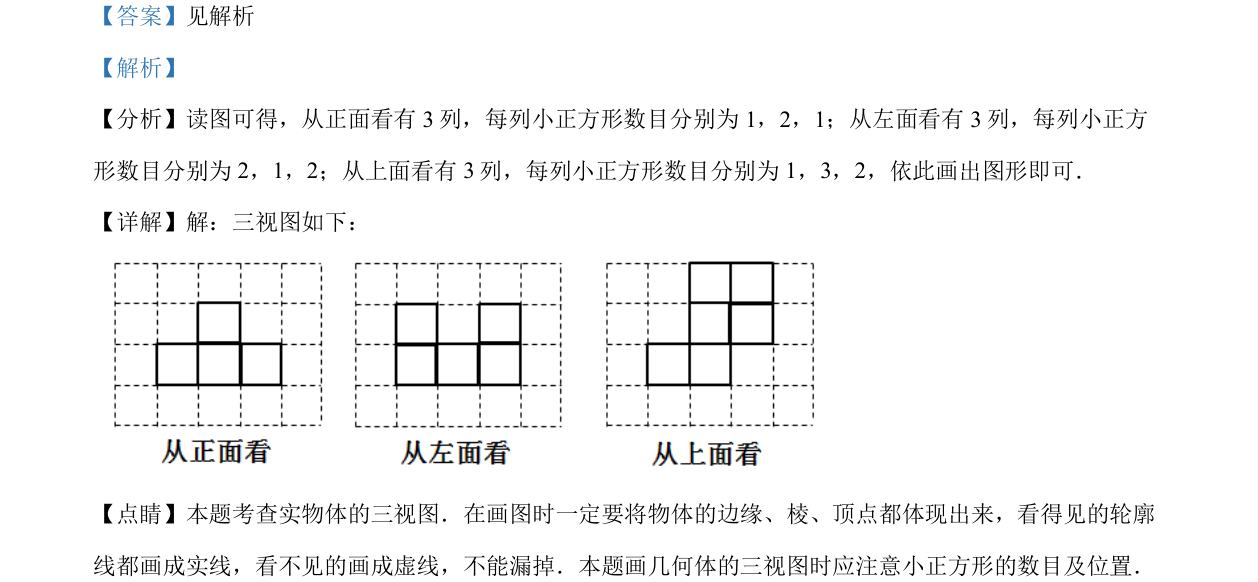 【答案】见解析
【解析】
【分析】读图可得，从正面看有 3 列，每列小正方形数目分别为 1，2，1；从左面看有 3 列，每列小正方
形数目分别为 2，1，2；从上面看有 3 列，每列小正方形数目分别为 1，3，2，依此画出图形即可．
【详解】解：三视图如下：
从正面看 从左面看 从上面看
【点睛】本题考查实物体的三视图．在画图时一定要将物体的边缘、棱、顶点都体现出来，看得见的轮廓
线都画成实线，看不见的画成虚线，不能漏掉．本题画几何体的三视图时应注意小正方形的数目及位置．